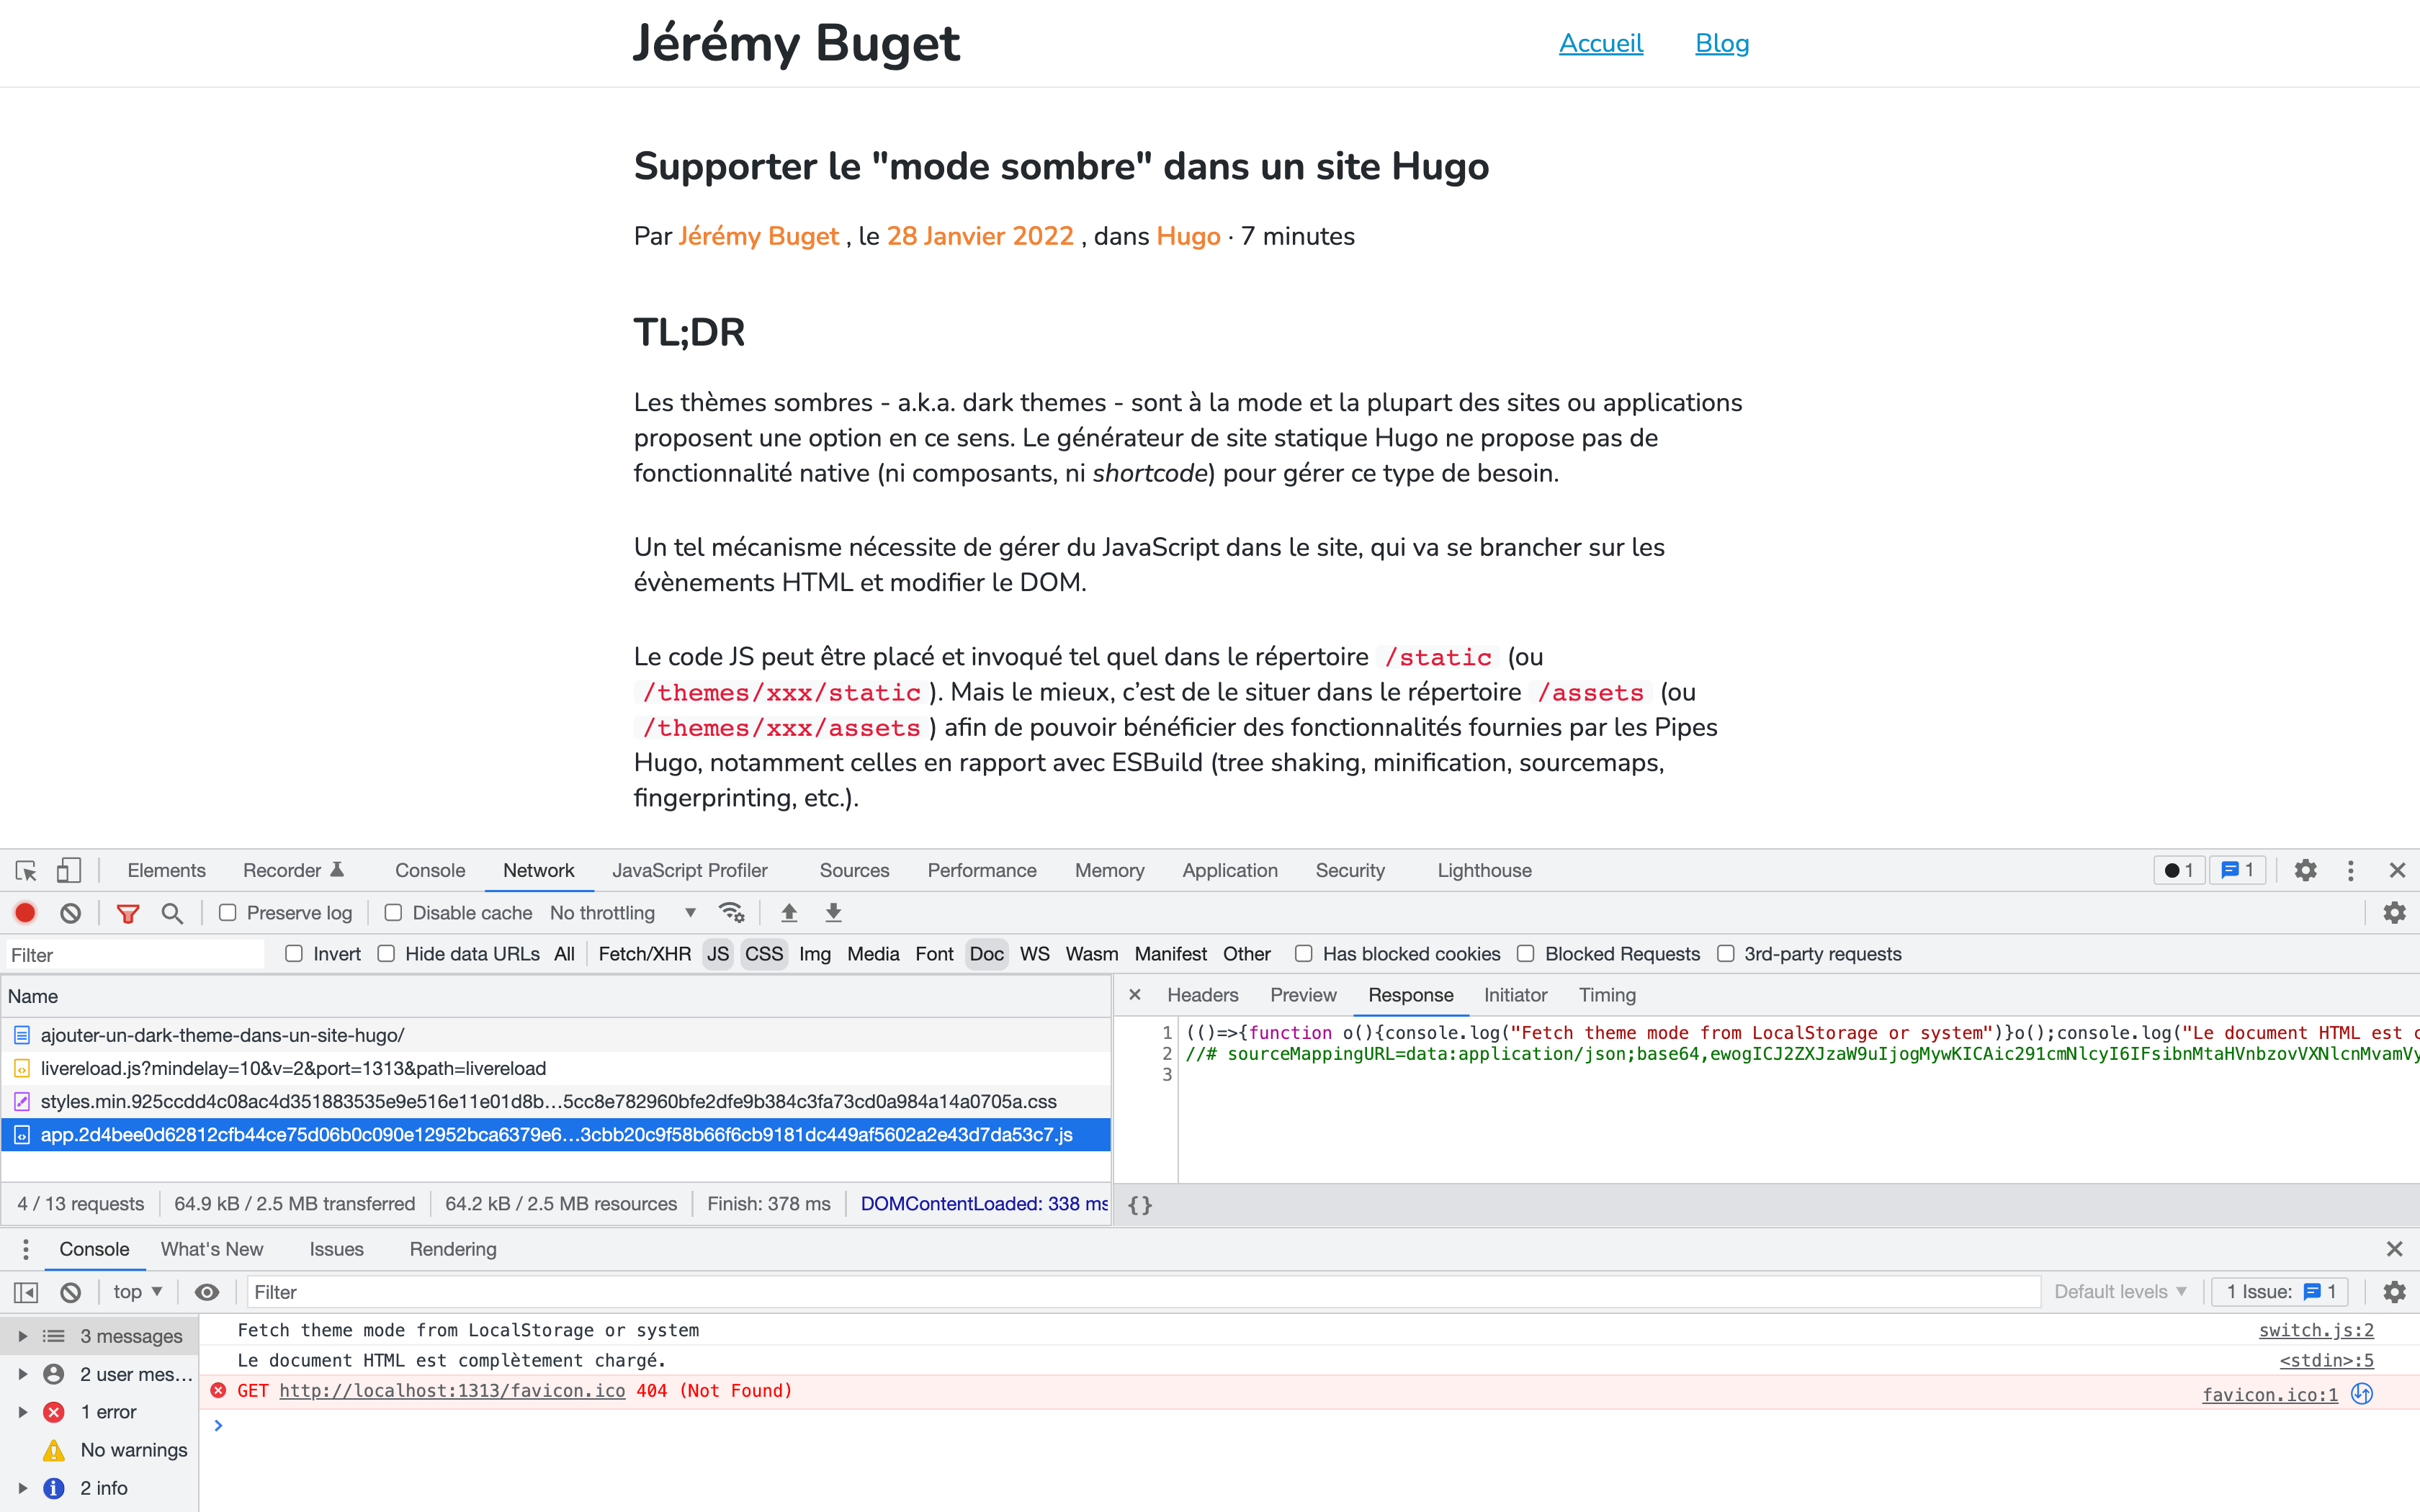 Jérémy Buget
Accueil Blog
Supporter le "mode sombre" dans un site Hugo
Par Jérémy Buget , le 28 Janvier 2022 , dans Hugo · 7 minutes
TL;DR
Les thèmes sombres - a.k.a. dark themes - sont à la mode et la plupart des sites ou applications
proposent une option en ce sens. Le générateur de site statique Hugo ne propose pas de
fonctionnalité native (ni composants, ni shortcode) pour gérer ce type de besoin.
Un tel mécanisme nécessite de gérer du JavaScript dans le site, qui va se brancher sur les
évènements HTML et modifier le DOM.
Le code JS peut être placé et invoqué tel quel dans le répertoire /static (ou
/themes/xxx/static ). Mais le mieux, c’est de le situer dans le répertoire /assets (ou
/themes/xxx/assets ) afin de pouvoir bénéficier des fonctionnalités fournies par les Pipes
Hugo, notamment celles en rapport avec ESBuild (tree shaking, minification, sourcemaps,
fingerprinting, etc.).
Elements Recorder Console Network JavaScript Profiler Sources Performance Memory Application Security Lighthouse 1 1
Preserve log Disable cache No throttling
Filter Invert Hide data URLs All Fetch/XHR JS CSS Img Media Font Doc WS Wasm Manifest Other Has blocked cookies Blocked Requests 3rd-party requests
Name
ajouter-un-dark-theme-dans-un-site-hugo/
livereload.js?mindelay=10&v=2&port=1313&path=livereload
styles.min.925ccdd4c08ac4d351883535e9e516e11e01d8b…5cc8e782960bfe2dfe9b384c3fa73cd0a984a14a0705a.css
app.2d4bee0d62812cfb44ce75d06b0c090e12952bca6379e6…3cbb20c9f58b66f6cb9181dc449af5602a2e43d7da53c7.js
4 / 13 requests 64.9 kB / 2.5 MB transferred 64.2 kB / 2.5 MB resources Finish: 378 ms DOMContentLoaded: 338 ms
Headers Preview Response Initiator Timing
1 (()=>{function o(){console.log("Fetch theme mode from LocalStorage or system")}o();console.log("Le document HTML est c
2 //# sourceMappingURL=data:application/json;base64,ewogICJ2ZXJzaW9uIjogMywKICAic291cmNlcyI6IFsibnMtaHVnbzovVXNlcnMvamVy
3
{}
Console What's New Issues Rendering
top Filter Default levels 1 Issue: 1
3 messages
2 user mes...
1 error
No warnings
2 info
Fetch theme mode from LocalStorage or system switch.js:2
Le document HTML est complètement chargé. <stdin>:5
GET http://localhost:1313/favicon.ico 404 (Not Found) favicon.ico:1